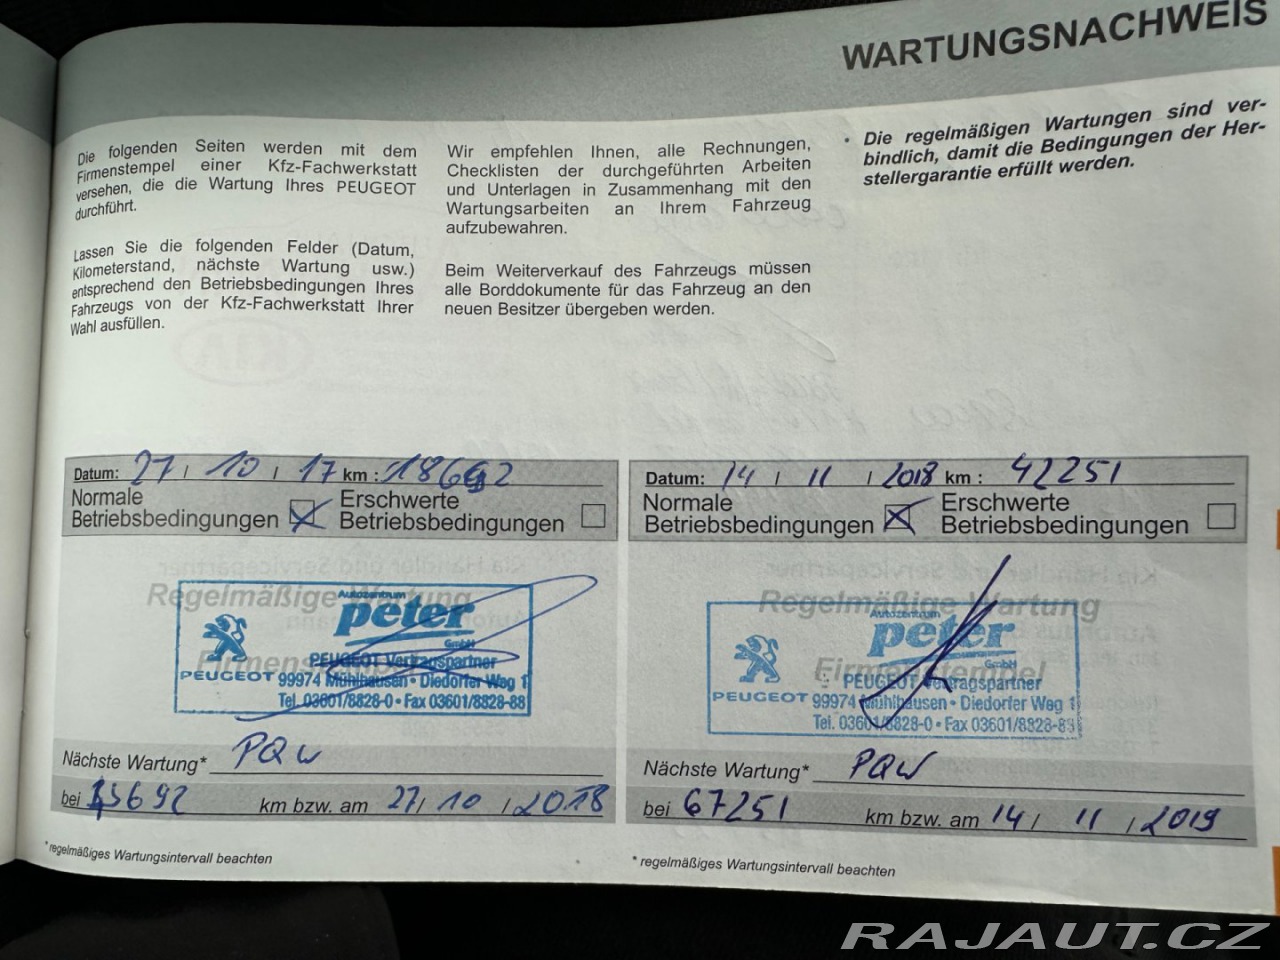 WARTUNGSNACHWEIS
Die folgenden Seiten werden mit dem
Firmenstempel einer Kfz-Fachwerkstatt
versehen, die die Wartung Ihres PEUGEOT
durchführt.
Lassen Sie die folgenden Felder (Datum,
Kilometerstand, nächste Wartung usw.)
entsprechend den Betriebsbedingungen Ihres
Fahrzeugs von der Kfz-Fachwerkstatt Ihrer
Wahl ausfüllen.
Wir empfehlen Ihnen, alle Rechnungen,
Checklisten der durchgeführten Arbeiten
und Unterlagen in Zusammenhang mit den
Wartungsarbeiten an Ihrem Fahrzeug
aufzubewahren.
Beim Weiterverkauf des Fahrzeugs müssen
alle Borddokumente für das Fahrzeug an den
neuen Besitzer übergeben werden.
• Die regelmäßigen Wartungen sind ver-
bindlich, damit die Bedingungen der Her-
stellergarantie erfüllt werden.
Datum: 27 / 10 / 17 km : 18692
Normale
Betriebsbedingungen
Erschwerte
Betriebsbedingungen
Regelmäßige Wartung
Firmenstempel
Autozentrum
peter
GmbH
PEUGEOT
PEUGEOT Vertragspartner
99974 Mühlhausen • Diedorfer Weg 1
Tel. 03601/8828-0 • Fax 03601/8828-88
Nächste Wartung* PQW
bei 43692 km bzw. am 27 / 10 / 2018
* regelmäßiges Wartungsintervall beachten
Datum: 14 / 11 / 2018 km : 42251
Normale
Betriebsbedingungen
Erschwerte
Betriebsbedingungen
Regelmäßige Wartung
Firmenstempel
Autozentrum
peter
GmbH
PEUGEOT
PEUGEOT Vertragspartner
99974 Mühlhausen • Diedorfer Weg 1
Tel. 03601/8828-0 • Fax 03601/8828-88
Nächste Wartung* PQW
bei 67251 km bzw. am 14 / 11 / 2019
* regelmäßiges Wartungsintervall beachten
RAJAUT.CZ